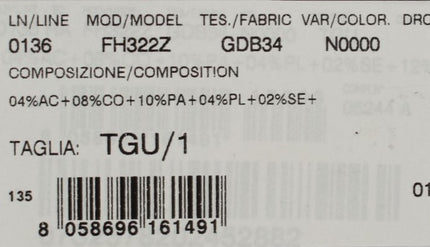 LN/LINE MOD/MODEL TES./FABRIC VAR/COLOR. DRO
0136 FH322Z GDB34 N0000
COMPOSIZIONE/COMPOSITION
04%AC+08%CO+10%PA+04%PL+02%SE+
TAGLIA: TGU/1
135
01
8 058696 161491